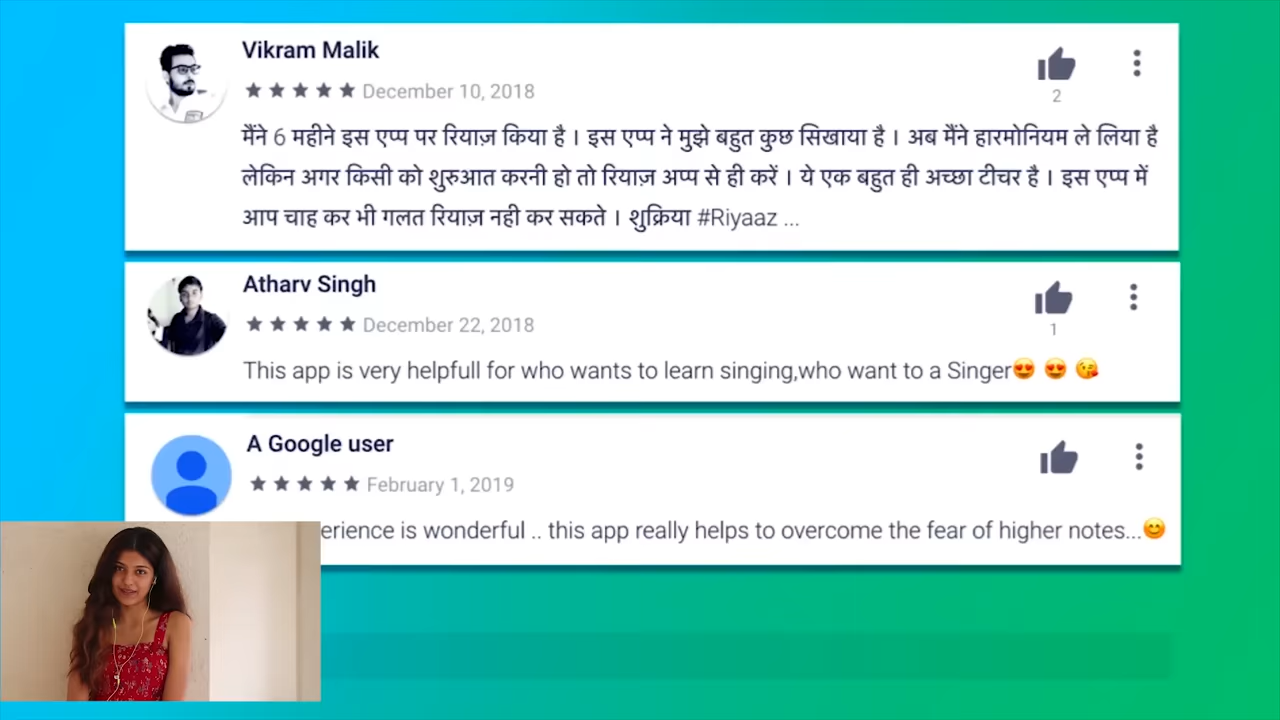 Vikram Malik
December 10, 2018
2
मैंने 6 महीने इस एप्प पर रियाज़ किया है । इस एप्प ने मुझे बहुत कुछ सिखाया है । अब मैंने हारमोनियम ले लिया है
लेकिन अगर किसी को शुरुआत करनी हो तो रियाज़ अप्प से ही करें । ये एक बहुत ही अच्छा टीचर है । इस एप्प में
आप चाह कर भी गलत रियाज़ नही कर सकते । शुक्रिया #Riyaaz ...
Atharv Singh
December 22, 2018
1
This app is very helpfull for who wants to learn singing,who want to a Singer😍 😍 😘
A Google user
February 1, 2019
erience is wonderful .. this app really helps to overcome the fear of higher notes...😊